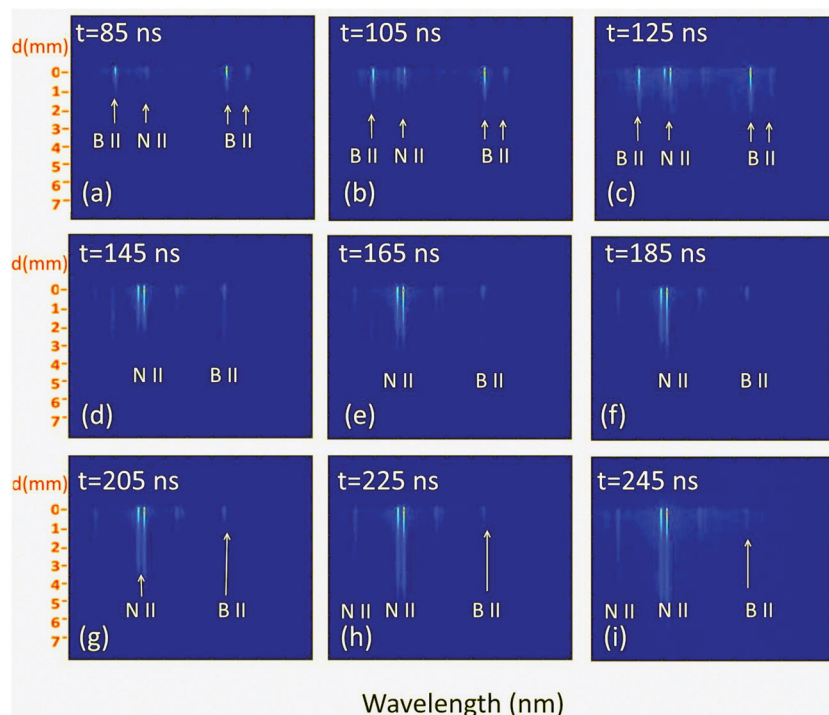 t=85 ns t=105 ns t=125 ns
d(mm)
0-
1
2
3
4
5
6
7
B II N II B II
B II N II B II
B II N II B II
(a) (b) (c)
t=145 ns t=165 ns t=185 ns
d(mm)
0-
1-
2-
3-
4-
5-
6-
7-
N II B II
N II B II
N II B II
(d) (e) (f)
t=205 ns t=225 ns t=245 ns
d(mm)
0-
1-
2-
3-
4-
5-
6-
7-
N II B II
N II N II B II
N II N II B II
(g) (h) (i)
Wavelength (nm)